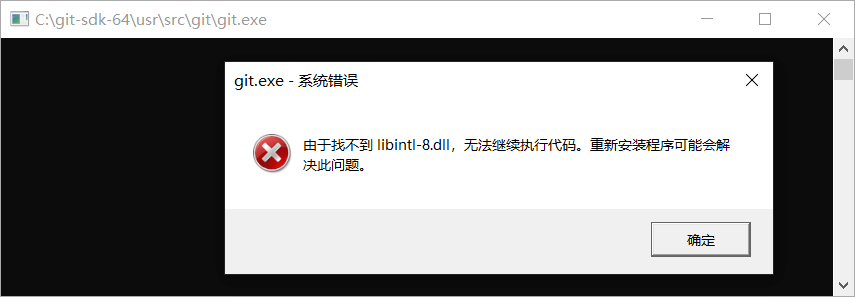 C:\git-sdk-64\usr\src\git\git.exe
git.exe - 系统错误
由于找不到 libintl-8.dll，无法继续执行代码。重新安装程序可能会解
决此问题。
确定